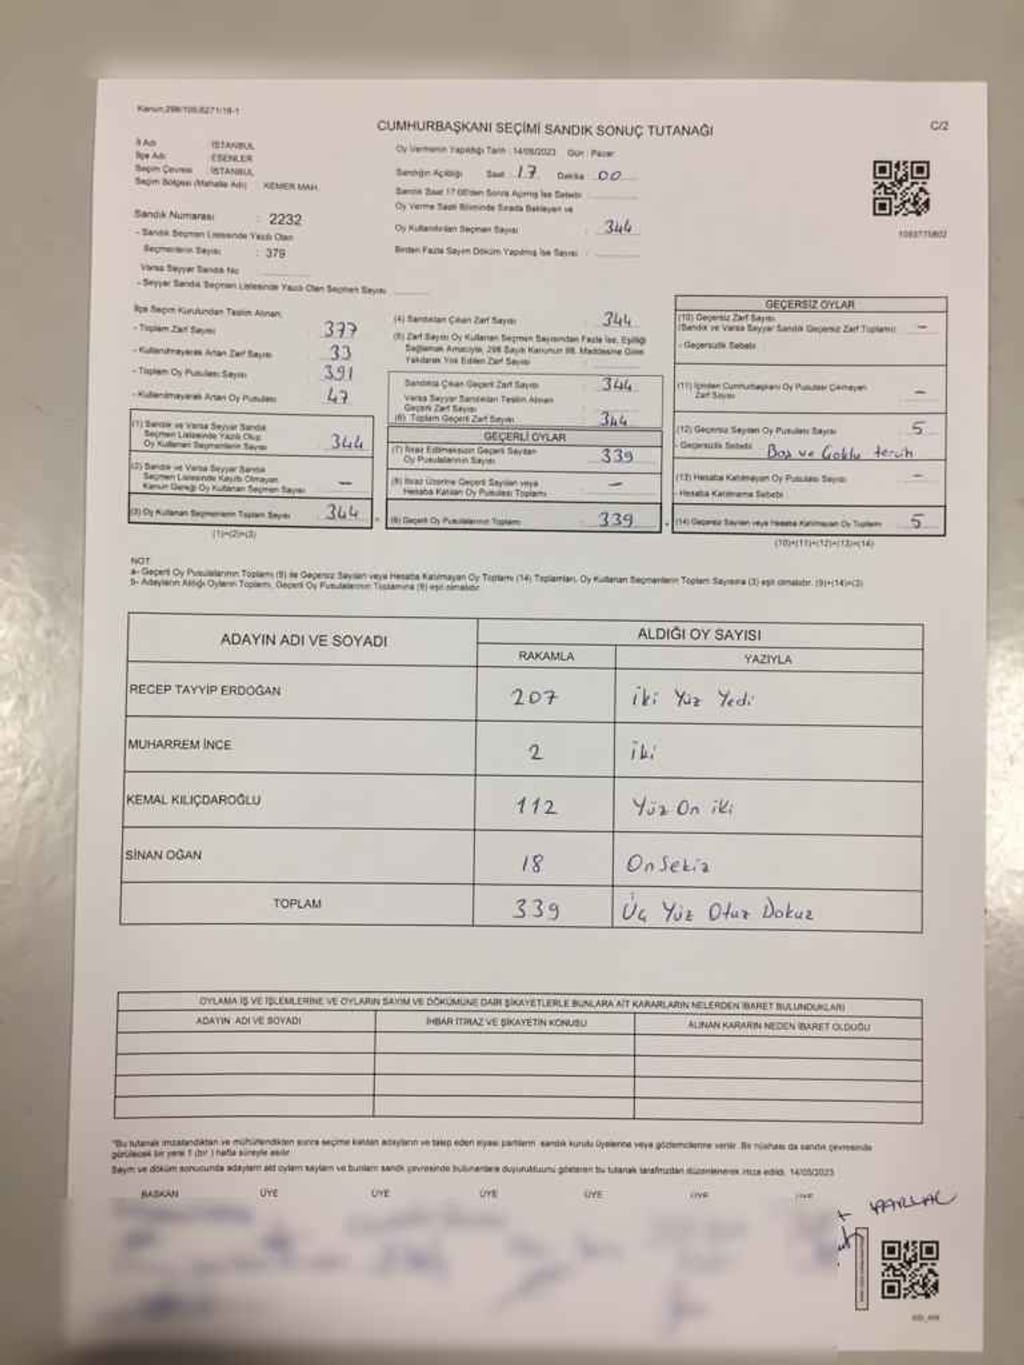 Kanun:298/105,6271/18-1
CUMHURBAŞKANI SEÇİMİ SANDIK SONUÇ TUTANAĞI
C/2
İl Adı : İSTANBUL
İlçe Adı : ESENLER
Seçim Çevresi : İSTANBUL
Seçim Bölgesi (Mahalle Adı) : KEMER MAH.
Oy Vermenin Yapıldığı Tarih : 14/05/2023 Gün : Pazar
Sandığın Açıldığı Saat 17 Dakika 00
Sandık Saat 17:00'den Sonra Açılmış İse Sebebi :
Oy Verme Saati Bitiminde Sırada Bekleyen ve
Oy Kullandırılan Seçmen Sayısı : 344
Birden Fazla Sayım Döküm Yapılmış İse Sayısı :
Sandık Numarası : 2232
- Sandık Seçmen Listesinde Yazılı Olan
Seçmenlerin Sayısı : 379
Varsa Seyyar Sandık No
- Seyyar Sandık Seçmen Listesinde Yazılı Olan Seçmen Sayısı
İlçe Seçim Kurulundan Teslim Alınan;
- Toplam Zarf Sayısı 377
- Kullanılmayarak Artan Zarf Sayısı 33
- Toplam Oy Pusulası Sayısı 391
- Kullanılmayarak Artan Oy Pusulası 47
(1) Sandık ve Varsa Seyyar Sandık
Seçmen Listesinde Yazılı Olup
Oy Kullanan Seçmenlerin Sayısı 344
(2) Sandık ve Varsa Seyyar Sandık
Seçmen Listesinde Kayıtlı Olmayan
Kanun Gereği Oy Kullanan Seçmen Sayısı –
(3) Oy Kullanan Seçmenlerin Toplam Sayısı 344
(1)+(2)=(3)
(4) Sandıktan Çıkan Zarf Sayısı : 344
(5) Zarf Sayısı Oy Kullanan Seçmen Sayısından Fazla İse, Eşitliği
Sağlamak Amacıyla, 298 Sayılı Kanunun 98. Maddesine Göre
Yakılarak Yok Edilen Zarf Sayısı
Sandıkta Çıkan Geçerli Zarf Sayısı : 344
Varsa Seyyar Sandıktan Teslim Alınan
Geçerli Zarf Sayısı
(6) Toplam Geçerli Zarf Sayısı : 344
GEÇERLİ OYLAR
(7) İtiraz Edilmeksizin Geçerli Sayılan
Oy Pusulalarının Sayısı : 339
(8) İtiraz Üzerine Geçerli Sayılan veya
Hesaba Katılan Oy Pusulası Toplamı –
(9) Geçerli Oy Pusulalarının Toplamı : 339
GEÇERSİZ OYLAR
(10) Geçersiz Zarf Sayısı
(Sandık ve Varsa Seyyar Sandık Geçersiz Zarf Toplamı) –
- Geçersizlik Sebebi
(11) İçinden Cumhurbaşkanı Oy Pusulası Çıkmayan
Zarf Sayısı –
(12) Geçersiz Sayılan Oy Pusulası Sayısı 5
- Geçersizlik Sebebi Boş ve Çoklu tercih
(13) Hesaba Katılmayan Oy Pusulası Sayısı –
- Hesaba Katılmama Sebebi
(14) Geçersiz Sayılan veya Hesaba Katılmayan Oy Toplamı 5
(10)+(11)+(12)+(13)=(14)
NOT
a- Geçerli Oy Pusulalarının Toplamı (9) ile Geçersiz Sayılan veya Hesaba Katılmayan Oy Toplamı (14) Toplamları, Oy Kullanan Seçmenlerin Toplam Sayısına (3) eşit olmalıdır. (9)+(14)=(3)
b- Adayların Aldığı Oyların Toplamı, Geçerli Oy Pusulalarının Toplamına (9) eşit olmalıdır.
ADAYIN ADI VE SOYADI
ALDIĞI OY SAYISI
RAKAMLA YAZIYLA
RECEP TAYYİP ERDOĞAN 207 iki Yüz Yedi
MUHARREM İNCE 2 iki
KEMAL KILIÇDAROĞLU 112 Yüz On iki
SİNAN OĞAN 18 On Sekiz
TOPLAM 339 Üç Yüz Otuz Dokuz
OYLAMA İŞ VE İŞLEMLERİNE VE OYLARIN SAYIM VE DÖKÜMÜNE DAİR ŞİKAYETLERLE BUNLARA AİT KARARLARIN NELERDEN İBARET BULUNDUKLARI
ADAYIN ADI VE SOYADI
İHBAR İTİRAZ VE ŞİKAYETİN KONUSU
ALINAN KARARIN NEDEN İBARET OLDUĞU
"Bu tutanak imzalandıktan ve mühürlendikten sonra seçime katılan adayların ve talep eden siyasi partilerin sandık kurulu üyelerine veya gözlemcilerine verilir. Bir nüshası da sandık çevresinde
görülecek bir yere 1 (bir) hafta süreyle asılır.
Sayım ve döküm sonucunda adayların aldı oyların sayıları ve bunların sandık çevresinde bulunanlara duyurultuunu gösteren bu tutanak tarafımızdan düzenlenerek imza edildi. 14/05/2023
BAŞKAN ÜYE ÜYE ÜYE ÜYE ÜYE ÜYE